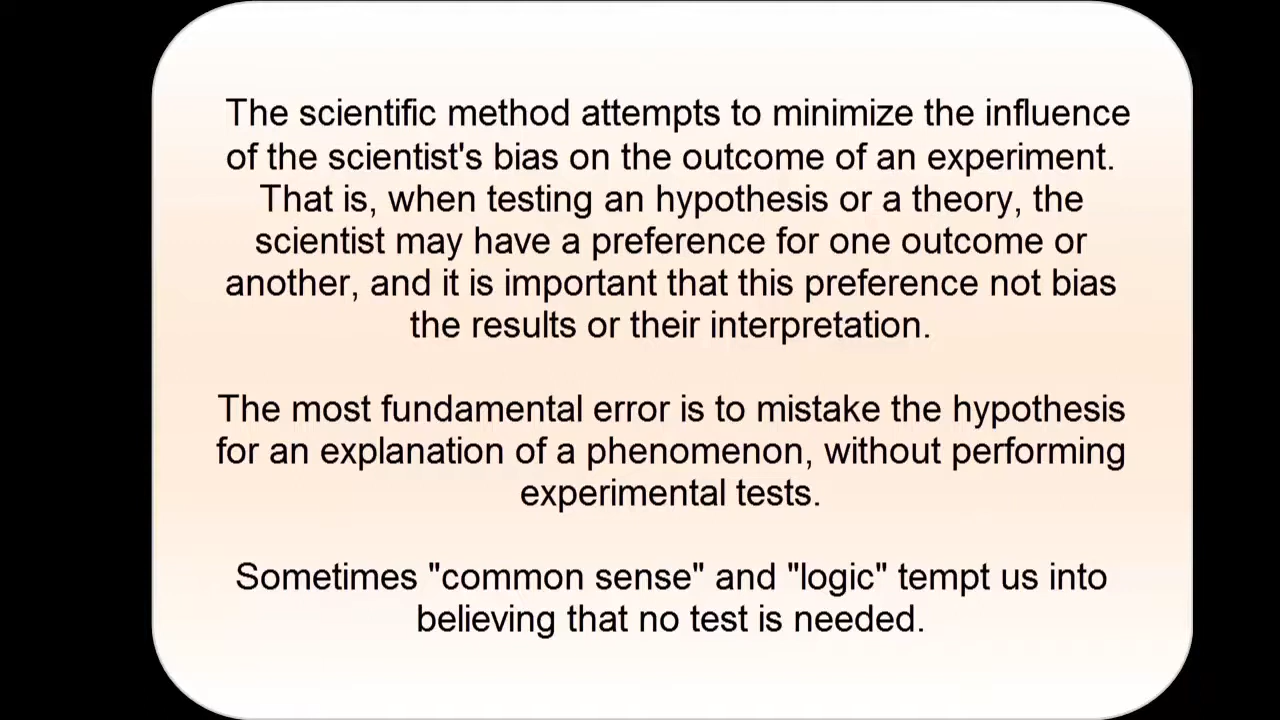 The scientific method attempts to minimize the influence
of the scientist's bias on the outcome of an experiment.
That is, when testing an hypothesis or a theory, the
scientist may have a preference for one outcome or
another, and it is important that this preference not bias
the results or their interpretation.
The most fundamental error is to mistake the hypothesis
for an explanation of a phenomenon, without performing
experimental tests.
Sometimes "common sense" and "logic" tempt us into
believing that no test is needed.